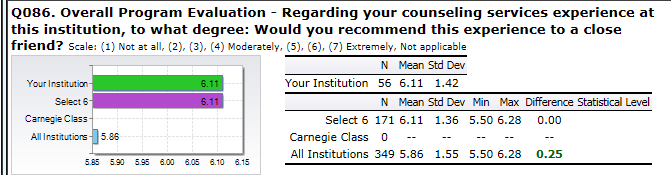 Q086. Overall Program Evaluation - Regarding your counseling services experience at
this institution, to what degree: Would you recommend this experience to a close
friend? Scale: (1) Not at all, (2), (3), (4) Moderately, (5), (6), (7) Extremely, Not applicable
Your Institution 6.11
Select 6 6.11
Carnegie Class
All Institutions 5.86
5.85 5.90 5.95 6.00 6.05 6.10 6.15
N Mean Std Dev
Your Institution 56 6.11 1.42
N Mean Std Dev Min Max Difference Statistical Level
Select 6 171 6.11 1.36 5.50 6.28 0.00
Carnegie Class 0 -- -- -- -- --
All Institutions 349 5.86 1.55 5.50 6.28 0.25